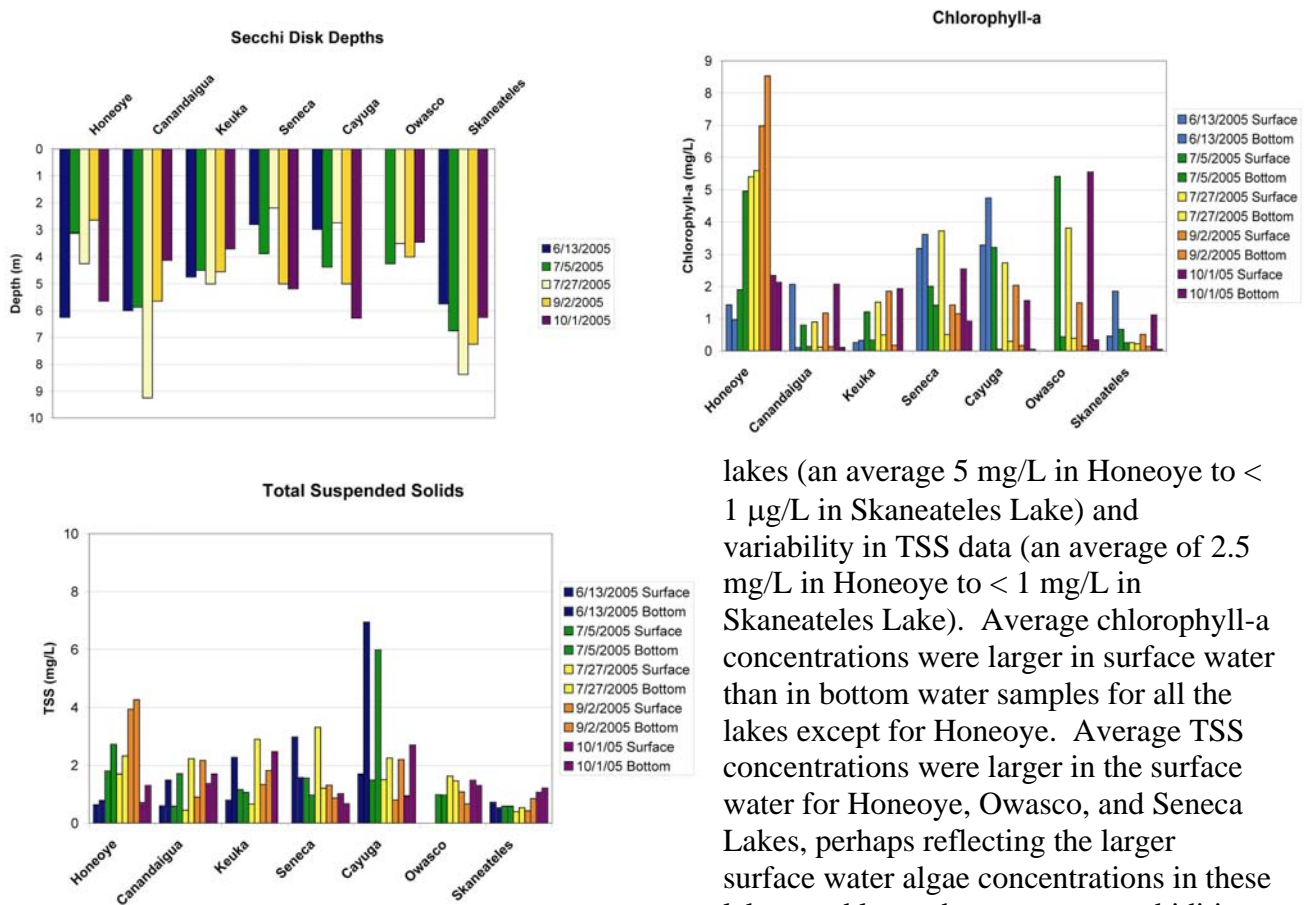 Secchi Disk Depths
Honeoye
Canandaigua
Keuka
Seneca
Cayuga
Owasco
Skaneateles
0
1
2
3
4
5
6
7
8
9
10
Depth (m)
6/13/2005
7/5/2005
7/27/2005
9/2/2005
10/1/2005
Chlorophyll-a
9
8
7
6
5
4
3
2
1
0
Chlorophyll-a (mg/L)
Honeoye
Canandaigua
Keuka
Seneca
Cayuga
Owasco
Skaneateles
6/13/2005 Surface
6/13/2005 Bottom
7/5/2005 Surface
7/5/2005 Bottom
7/27/2005 Surface
7/27/2005 Bottom
9/2/2005 Surface
9/2/2005 Bottom
10/1/05 Surface
10/1/05 Bottom
Total Suspended Solids
10
8
6
4
2
0
TSS (mg/L)
Honeoye
Canandaigua
Keuka
Seneca
Cayuga
Owasco
Skaneateles
6/13/2005 Surface
6/13/2005 Bottom
7/5/2005 Surface
7/5/2005 Bottom
7/27/2005 Surface
7/27/2005 Bottom
9/2/2005 Surface
9/2/2005 Bottom
10/1/05 Surface
10/1/05 Bottom
lakes (an average 5 mg/L in Honeoye to <
1 μg/L in Skaneateles Lake) and
variability in TSS data (an average of 2.5
mg/L in Honeoye to < 1 mg/L in
Skaneateles Lake). Average chlorophyll-a
concentrations were larger in surface water
than in bottom water samples for all the
lakes except for Honeoye. Average TSS
concentrations were larger in the surface
water for Honeoye, Owasco, and Seneca
Lakes, perhaps reflecting the larger
surface water algae concentrations in these